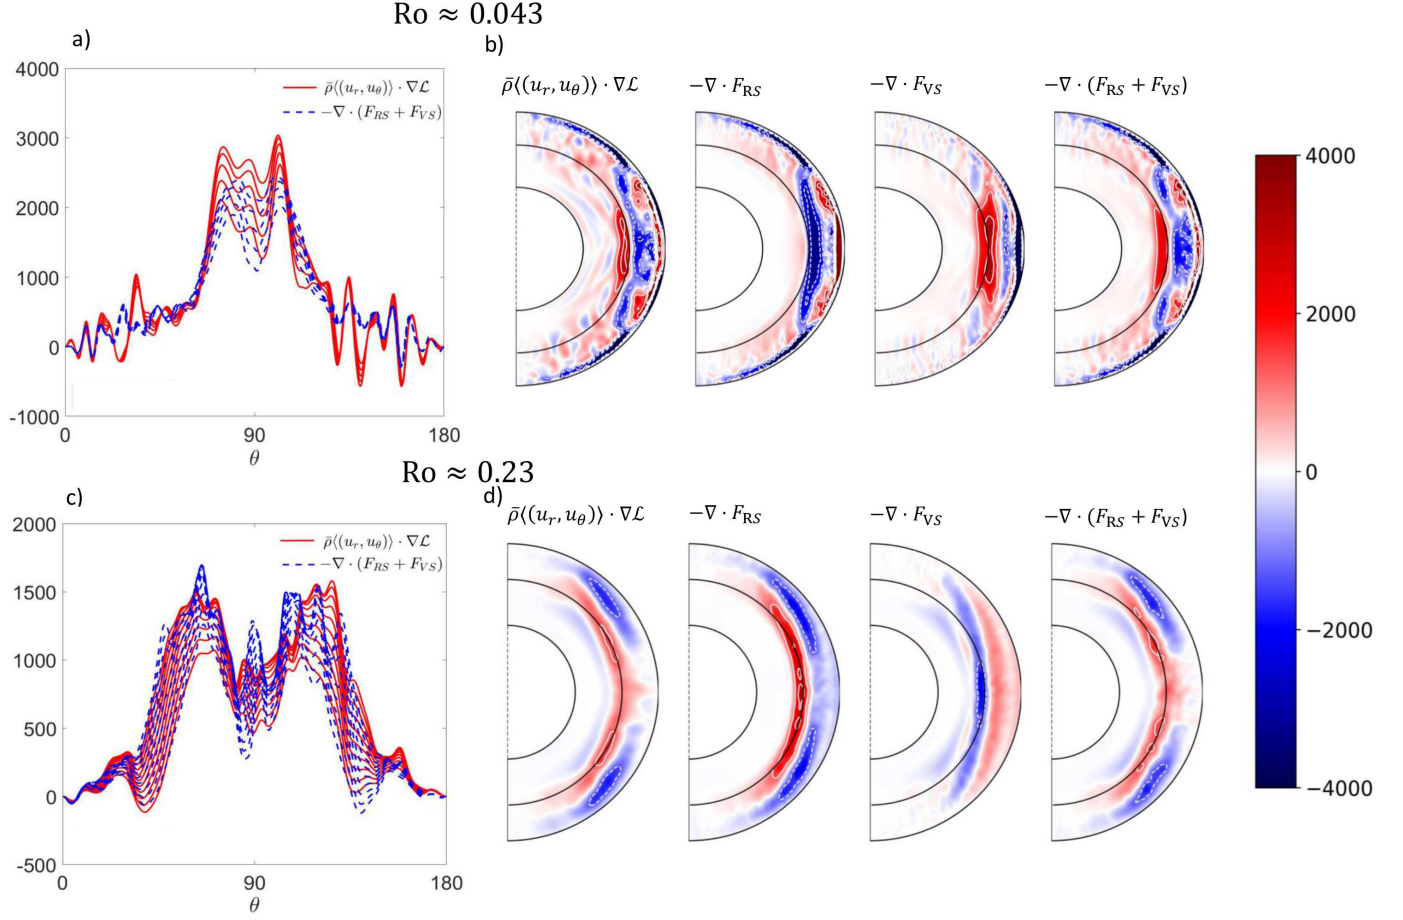 Ro ≈ 0.043
a)
4000
3000
2000
1000
0
-1000
0
90
180
θ
ρ̄⟨(u_r, u_θ)⟩ · ∇ℒ
−∇ · (F_RS + F_VS)
b)
ρ̄⟨(u_r, u_θ)⟩ · ∇ℒ
−∇ · F_RS
−∇ · F_VS
−∇ · (F_RS + F_VS)
4000
2000
0
−2000
−4000
Ro ≈ 0.23
c)
2000
1500
1000
500
0
-500
0
90
180
θ
ρ̄⟨(u_r, u_θ)⟩ · ∇ℒ
−∇ · (F_RS + F_VS)
d)
ρ̄⟨(u_r, u_θ)⟩ · ∇ℒ
−∇ · F_RS
−∇ · F_VS
−∇ · (F_RS + F_VS)